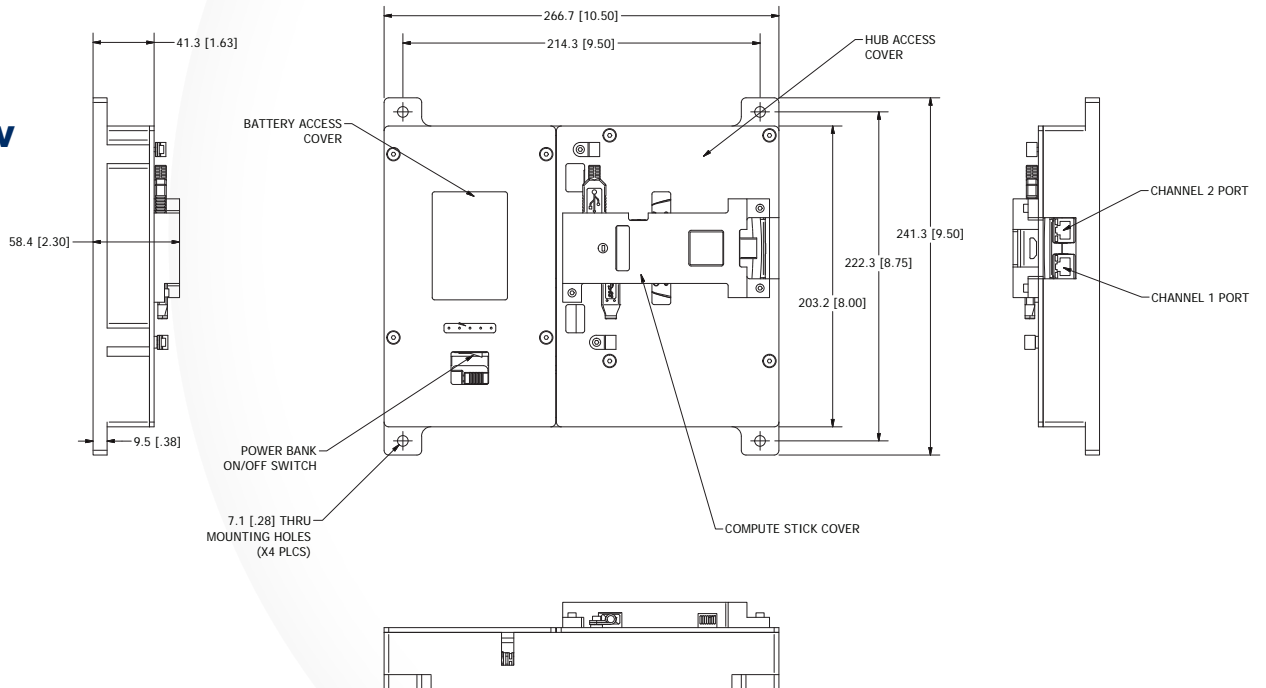 266.7 [10.50]
41.3 [1.63]
214.3 [9.50]
HUB ACCESS
COVER
BATTERY ACCESS
COVER
CHANNEL 2 PORT
58.4 [2.30]
241.3 [9.50]
222.3 [8.75]
CHANNEL 1 PORT
203.2 [8.00]
9.5 [.38]
POWER BANK
ON/OFF SWITCH
7.1 [.28] THRU
MOUNTING HOLES
(X4 PLCS)
COMPUTE STICK COVER